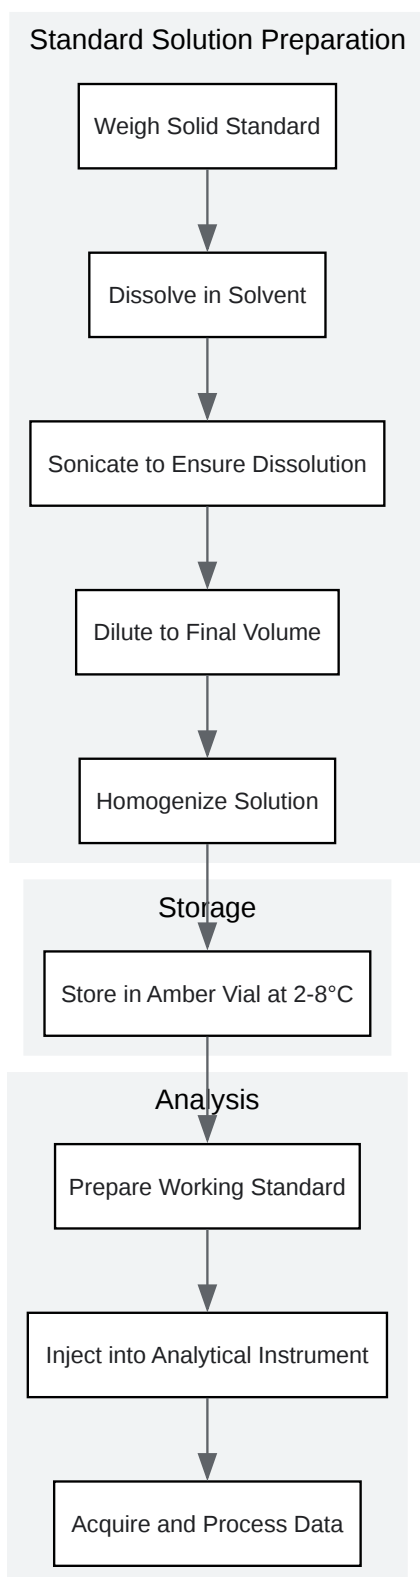 Standard Solution Preparation
Weigh Solid Standard
Dissolve in Solvent
Sonicate to Ensure Dissolution
Dilute to Final Volume
Homogenize Solution
Storage
Store in Amber Vial at 2-8°C
Analysis
Prepare Working Standard
Inject into Analytical Instrument
Acquire and Process Data